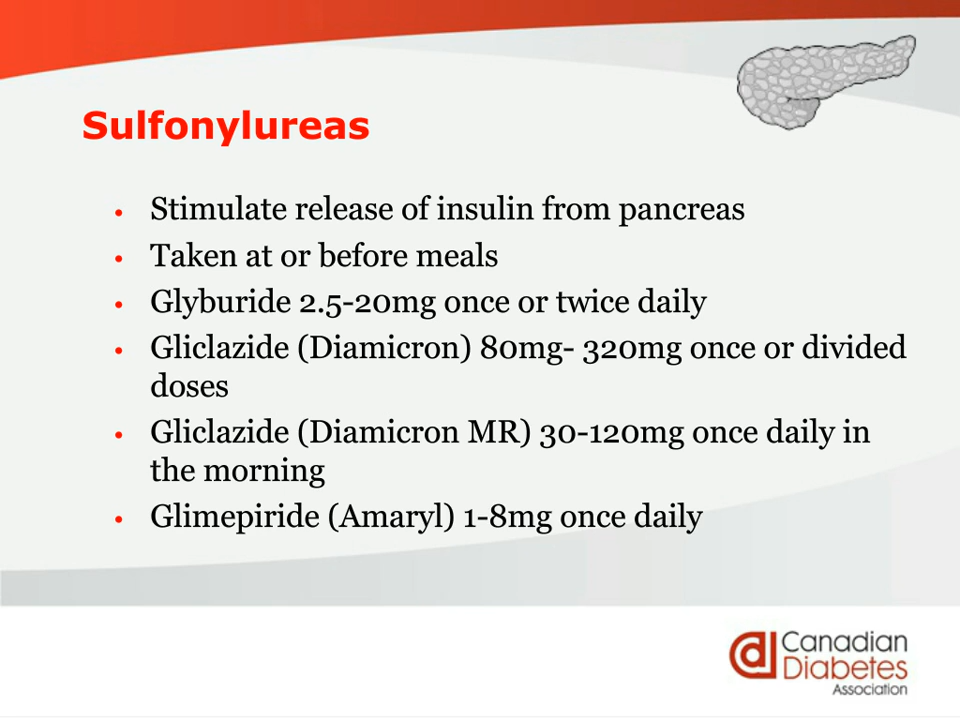 Sulfonylureas
• Stimulate release of insulin from pancreas
• Taken at or before meals
• Glyburide 2.5-20mg once or twice daily
• Gliclazide (Diamicron) 80mg- 320mg once or divided
doses
• Gliclazide (Diamicron MR) 30-120mg once daily in
the morning
• Glimepiride (Amaryl) 1-8mg once daily
Canadian
Diabetes
Association